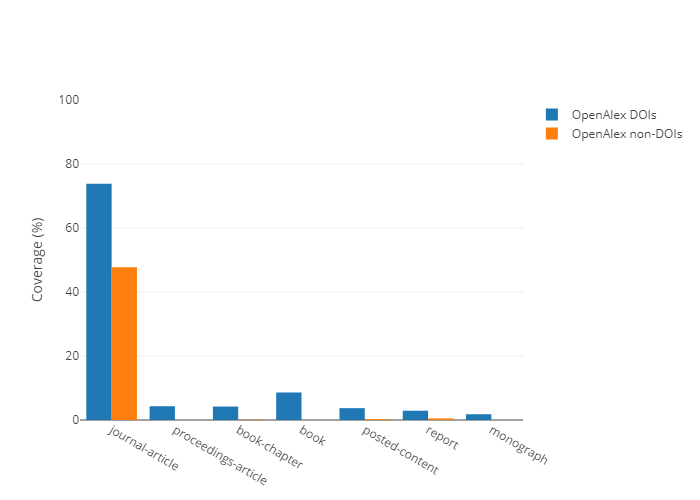 100
80
60
40
20
0
Coverage (%)
journal-article
proceedings-article
book-chapter
book
posted-content
report
monograph
OpenAlex DOIs
OpenAlex non-DOIs